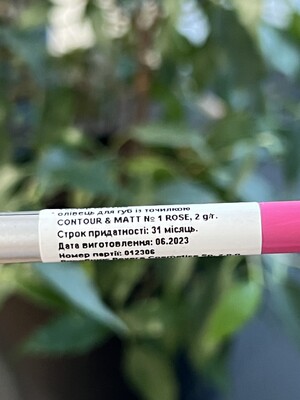 олівець для губ із точилкою
CONTOUR & MATT № 1 ROSE, 2 g/г.
Строк придатності: 31 місяць.
Дата виготовлення: 06.2023
Номер партії: 012306